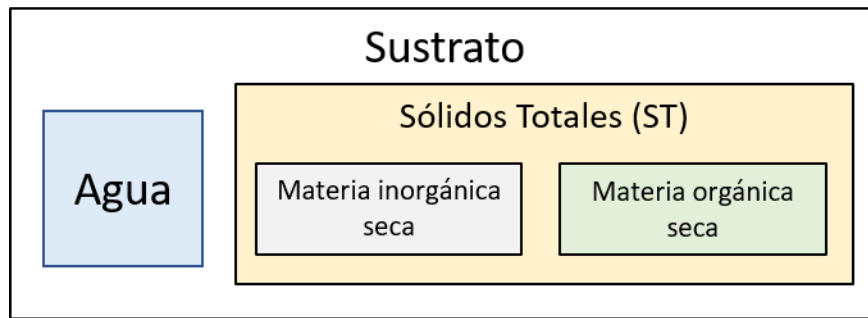 Sustrato
Agua
Sólidos Totales (ST)
Materia inorgánica
seca
Materia orgánica
seca